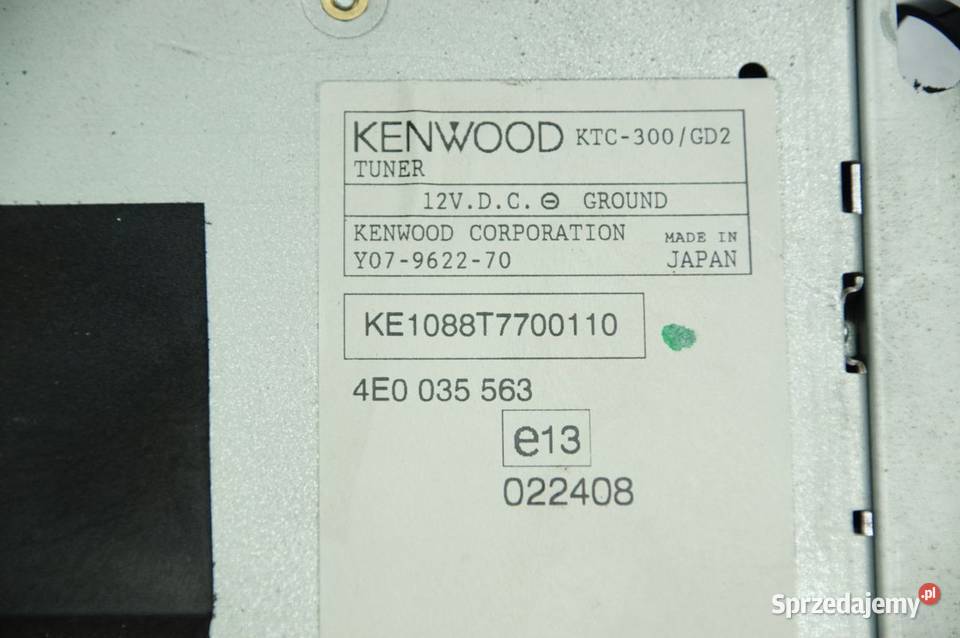 KENWOOD KTC-300/GD2
TUNER
12V.D.C. ⊖ GROUND
KENWOOD CORPORATION MADE IN
Y07-9622-70 JAPAN
KE1088T7700110
4E0 035 563
e13
022408
Sprzedajemy.pl